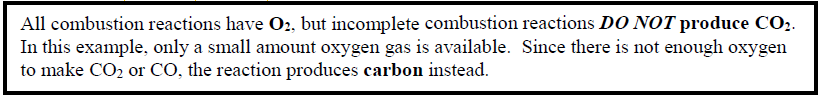 All combustion reactions have O₂, but incomplete combustion reactions DO NOT produce CO₂.
In this example, only a small amount oxygen gas is available.  Since there is not enough oxygen
to make CO₂ or CO, the reaction produces carbon instead.